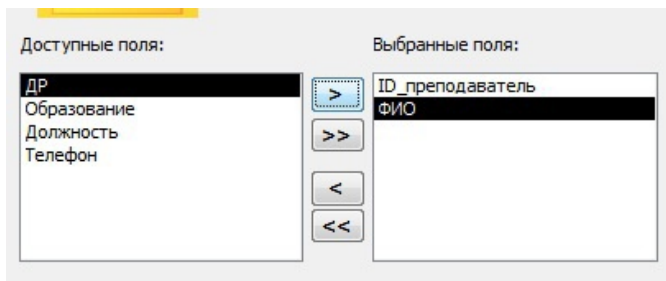 Доступные поля:
Выбранные поля:
ДР
Образование
Должность
Телефон
>
>>
<
<<
ID_преподаватель
ФИО